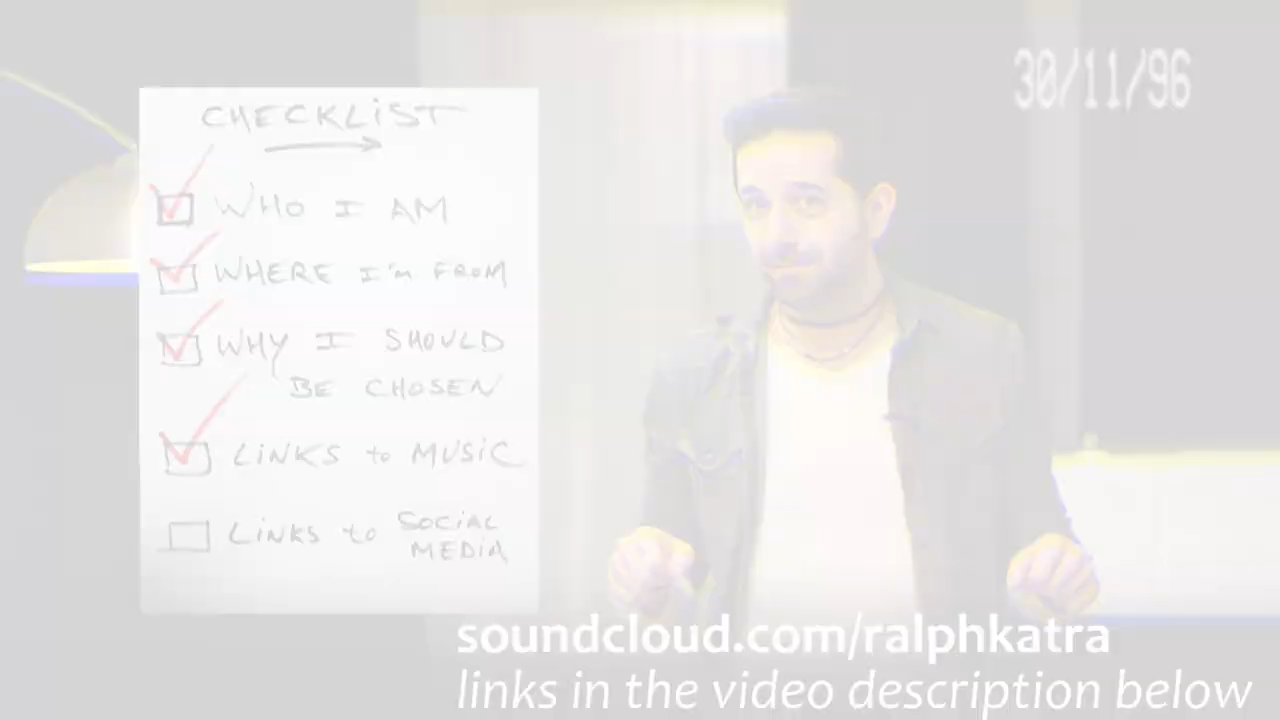 30/11/96
CHECKLIST
WHO I AM
WHERE I'm FROM
WHY I SHOULD
BE CHOSEN
LINKS to MUSIC
LINKS to SOCIAL
MEDIA
soundcloud.com/ralphkatra
links in the video description below